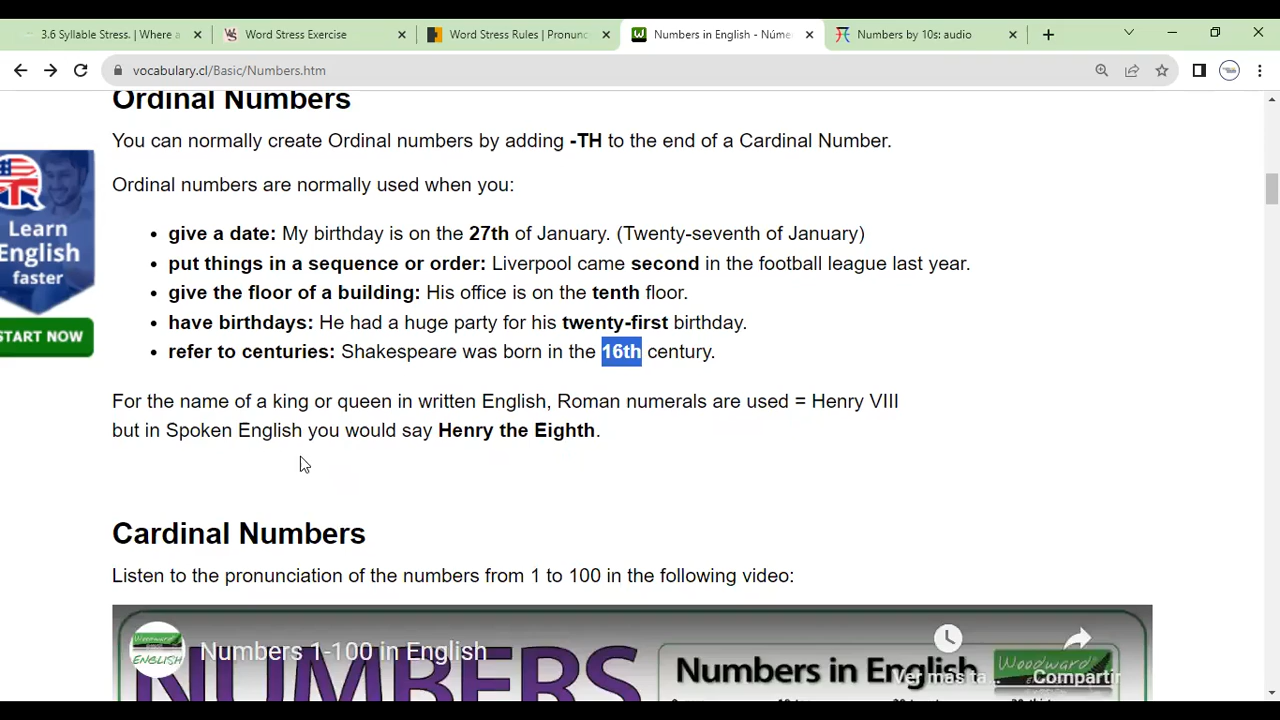 3.6 Syllable Stress. | Where a
Word Stress Exercise
Word Stress Rules | Pronunc
Numbers in English - Núme
Numbers by 10s: audio
vocabulary.cl/Basic/Numbers.htm
Ordinal Numbers
You can normally create Ordinal numbers by adding -TH to the end of a Cardinal Number.
Ordinal numbers are normally used when you:
• give a date: My birthday is on the 27th of January. (Twenty-seventh of January)
• put things in a sequence or order: Liverpool came second in the football league last year.
• give the floor of a building: His office is on the tenth floor.
• have birthdays: He had a huge party for his twenty-first birthday.
• refer to centuries: Shakespeare was born in the 16th century.
For the name of a king or queen in written English, Roman numerals are used = Henry VIII
but in Spoken English you would say Henry the Eighth.
Learn
English
faster
START NOW
Cardinal Numbers
Listen to the pronunciation of the numbers from 1 to 100 in the following video:
Numbers 1-100 in English
NUMBERS
Numbers in English
Woodward
ENGLISH
Ver más ta...
Compartir